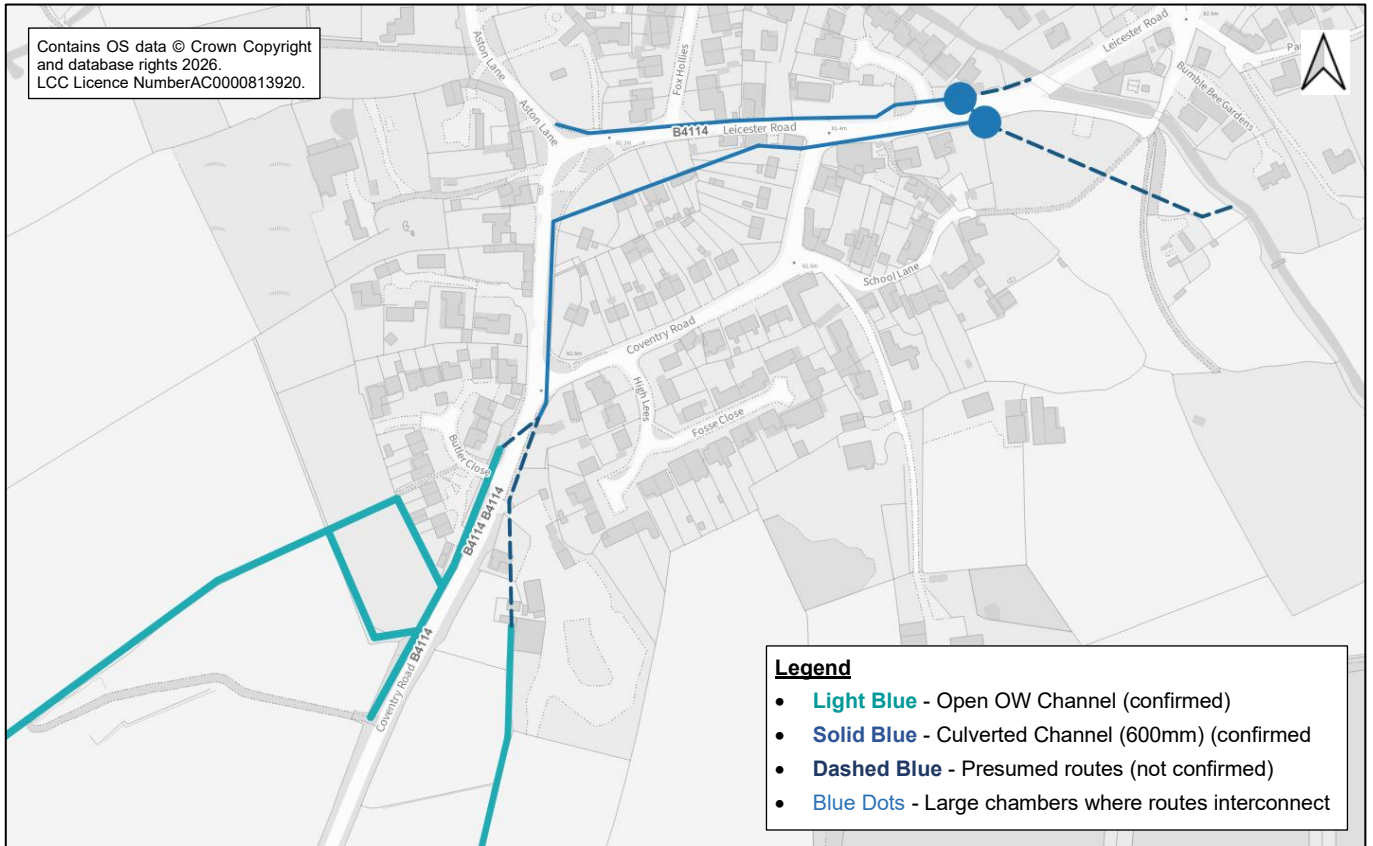 Contains OS data © Crown Copyright
and database rights 2026.
LCC Licence NumberAC0000813920.
Aston Lane
Fox Hollies
Leicester Road
Bumble Bee Gardens
Aston Lane
B4114 Leicester Road
School Lane
Coventry Road
High Lees
Fosse Close
Butler Close
B4114 B4114
Coventry Road B4114
Legend
• Light Blue - Open OW Channel (confirmed)
• Solid Blue - Culverted Channel (600mm) (confirmed
• Dashed Blue - Presumed routes (not confirmed)
• Blue Dots - Large chambers where routes interconnect